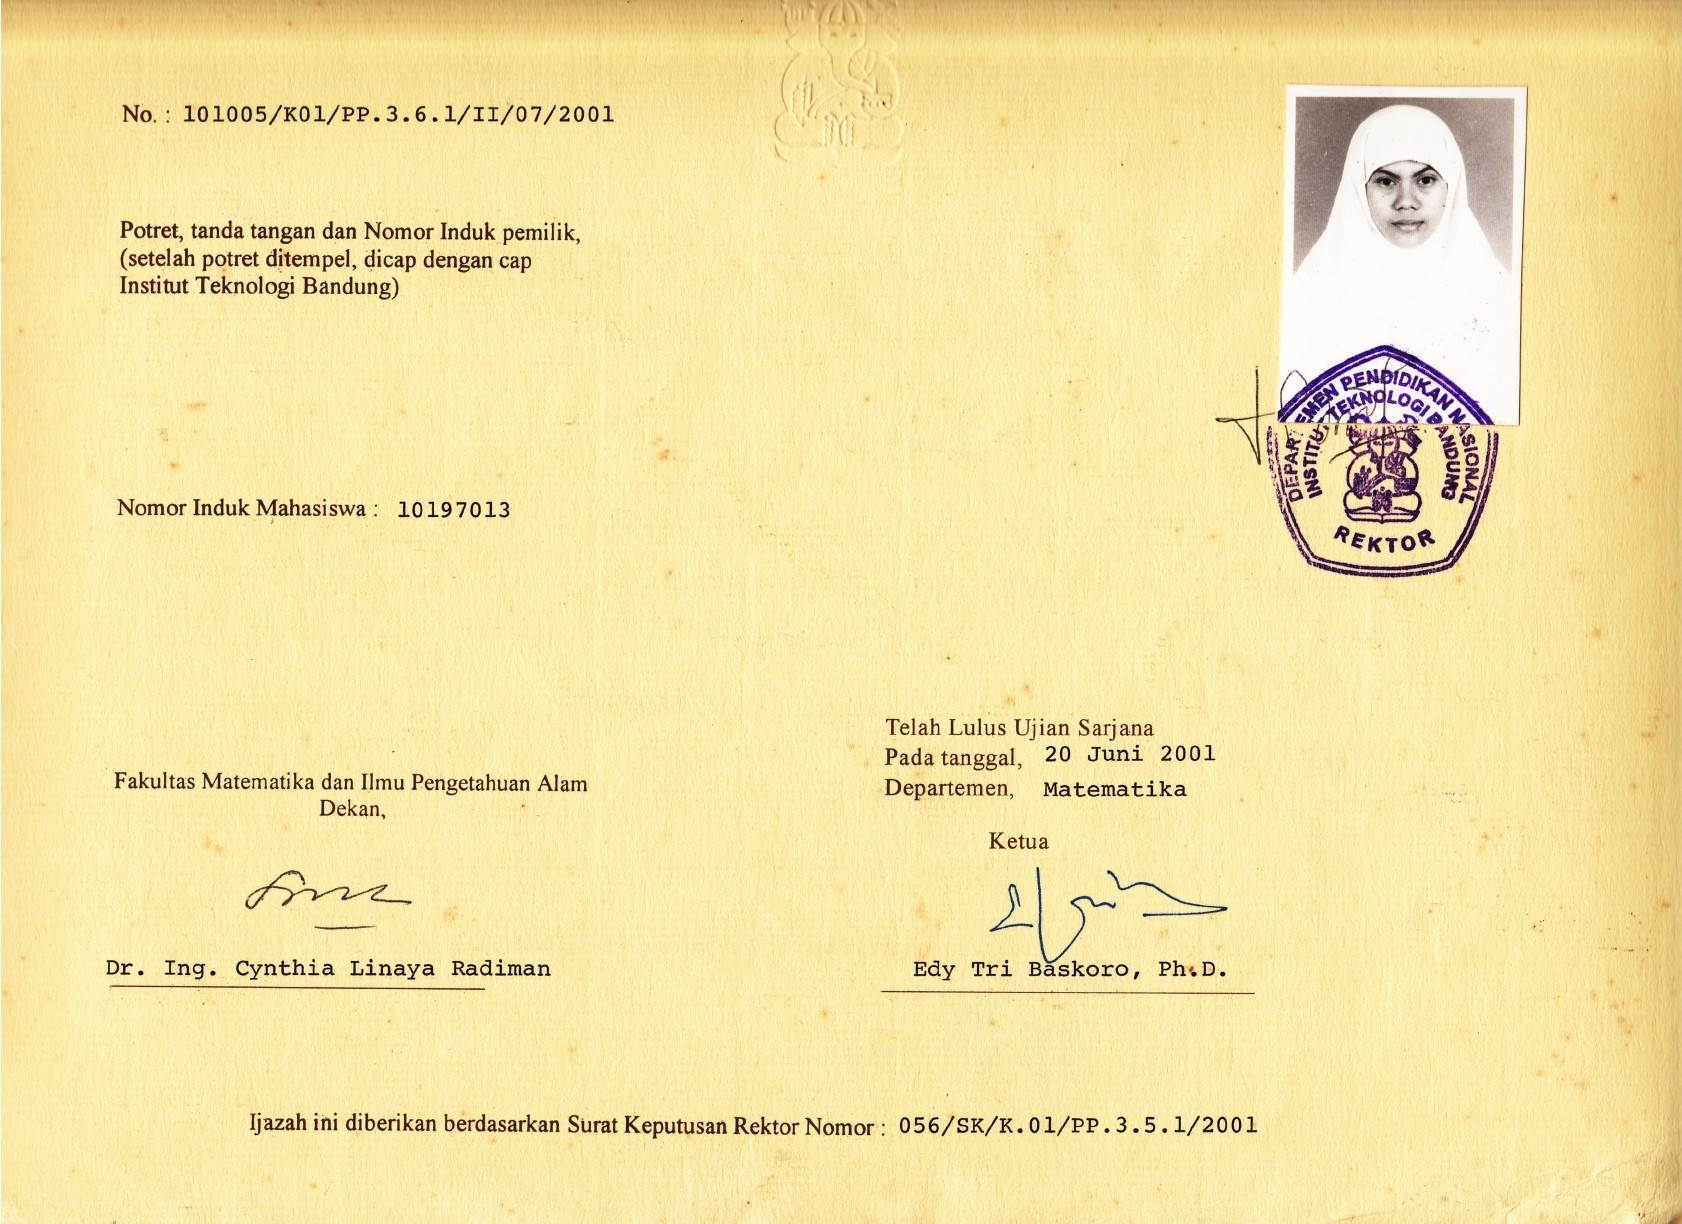 No. : 101005/K01/PP.3.6.1/II/07/2001
Potret, tanda tangan dan Nomor Induk pemilik,
(setelah potret ditempel, dicap dengan cap
Institut Teknologi Bandung)
DEPARTEMEN PENDIDIKAN NASIONAL
INSTITUT TEKNOLOGI BANDUNG
REKTOR
Nomor Induk Mahasiswa : 10197013
Telah Lulus Ujian Sarjana
Pada tanggal, 20 Juni 2001
Departemen, Matematika
Fakultas Matematika dan Ilmu Pengetahuan Alam
Dekan,
Ketua
Dr. Ing. Cynthia Linaya Radiman
Edy Tri Baskoro, Ph.D.
Ijazah ini diberikan berdasarkan Surat Keputusan Rektor Nomor : 056/SK/K.01/PP.3.5.1/2001